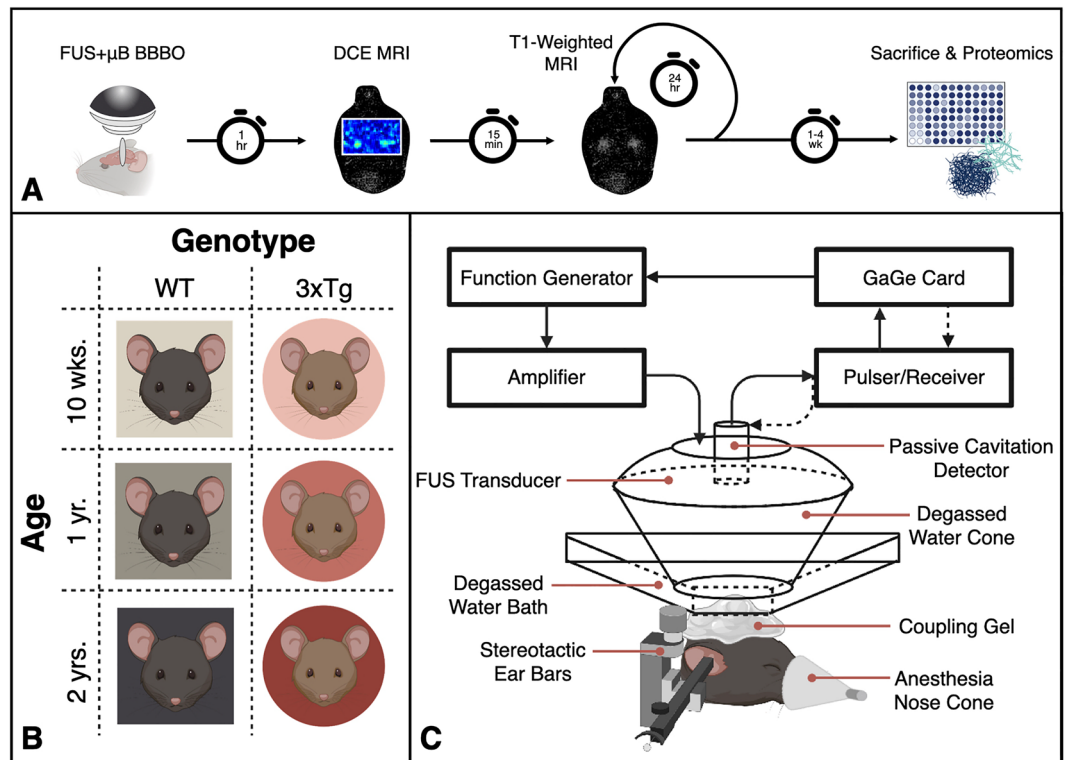 FUS+μB BBBO
DCE MRI
T1-Weighted
MRI
Sacrifice & Proteomics
1
hr
15
min
24
hr
1-4
wk
A
Genotype
WT
3xTg
Age
10 wks.
1 yr.
2 yrs.
B
Function Generator
GaGe Card
Amplifier
Pulser/Receiver
Passive Cavitation
Detector
FUS Transducer
Degassed
Water Cone
Degassed
Water Bath
Coupling Gel
Stereotactic
Ear Bars
Anesthesia
Nose Cone
C